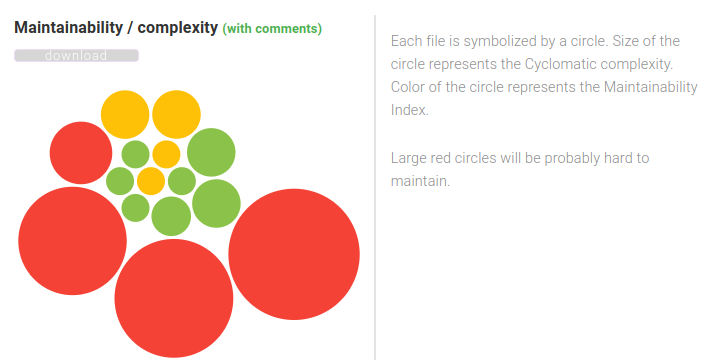 Maintainability / complexity (with comments)
download
Each file is symbolized by a circle. Size of the
circle represents the Cyclomatic complexity.
Color of the circle represents the Maintainability
Index.
Large red circles will be probably hard to
maintain.